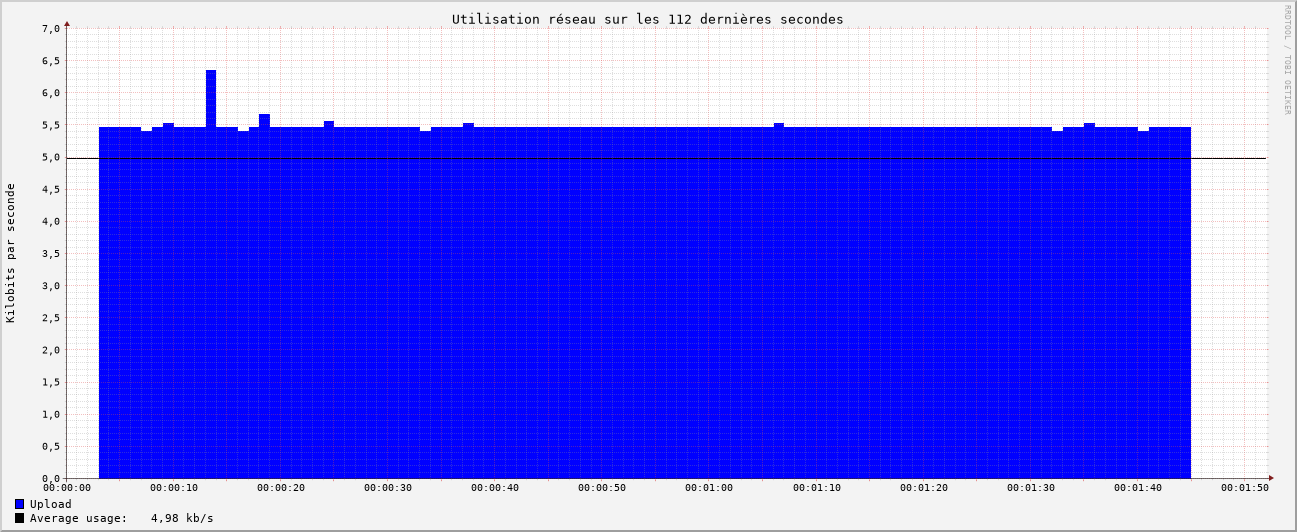 Utilisation réseau sur les 112 dernières secondes
RRDTOOL / TOBI OETIKER
Kilobits par seconde
7,0
6,5
6,0
5,5
5,0
4,5
4,0
3,5
3,0
2,5
2,0
1,5
1,0
0,5
0,0
00:00:00 00:00:10 00:00:20 00:00:30 00:00:40 00:00:50 00:01:00 00:01:10 00:01:20 00:01:30 00:01:40 00:01:50
Upload
Average usage: 4,98 kb/s